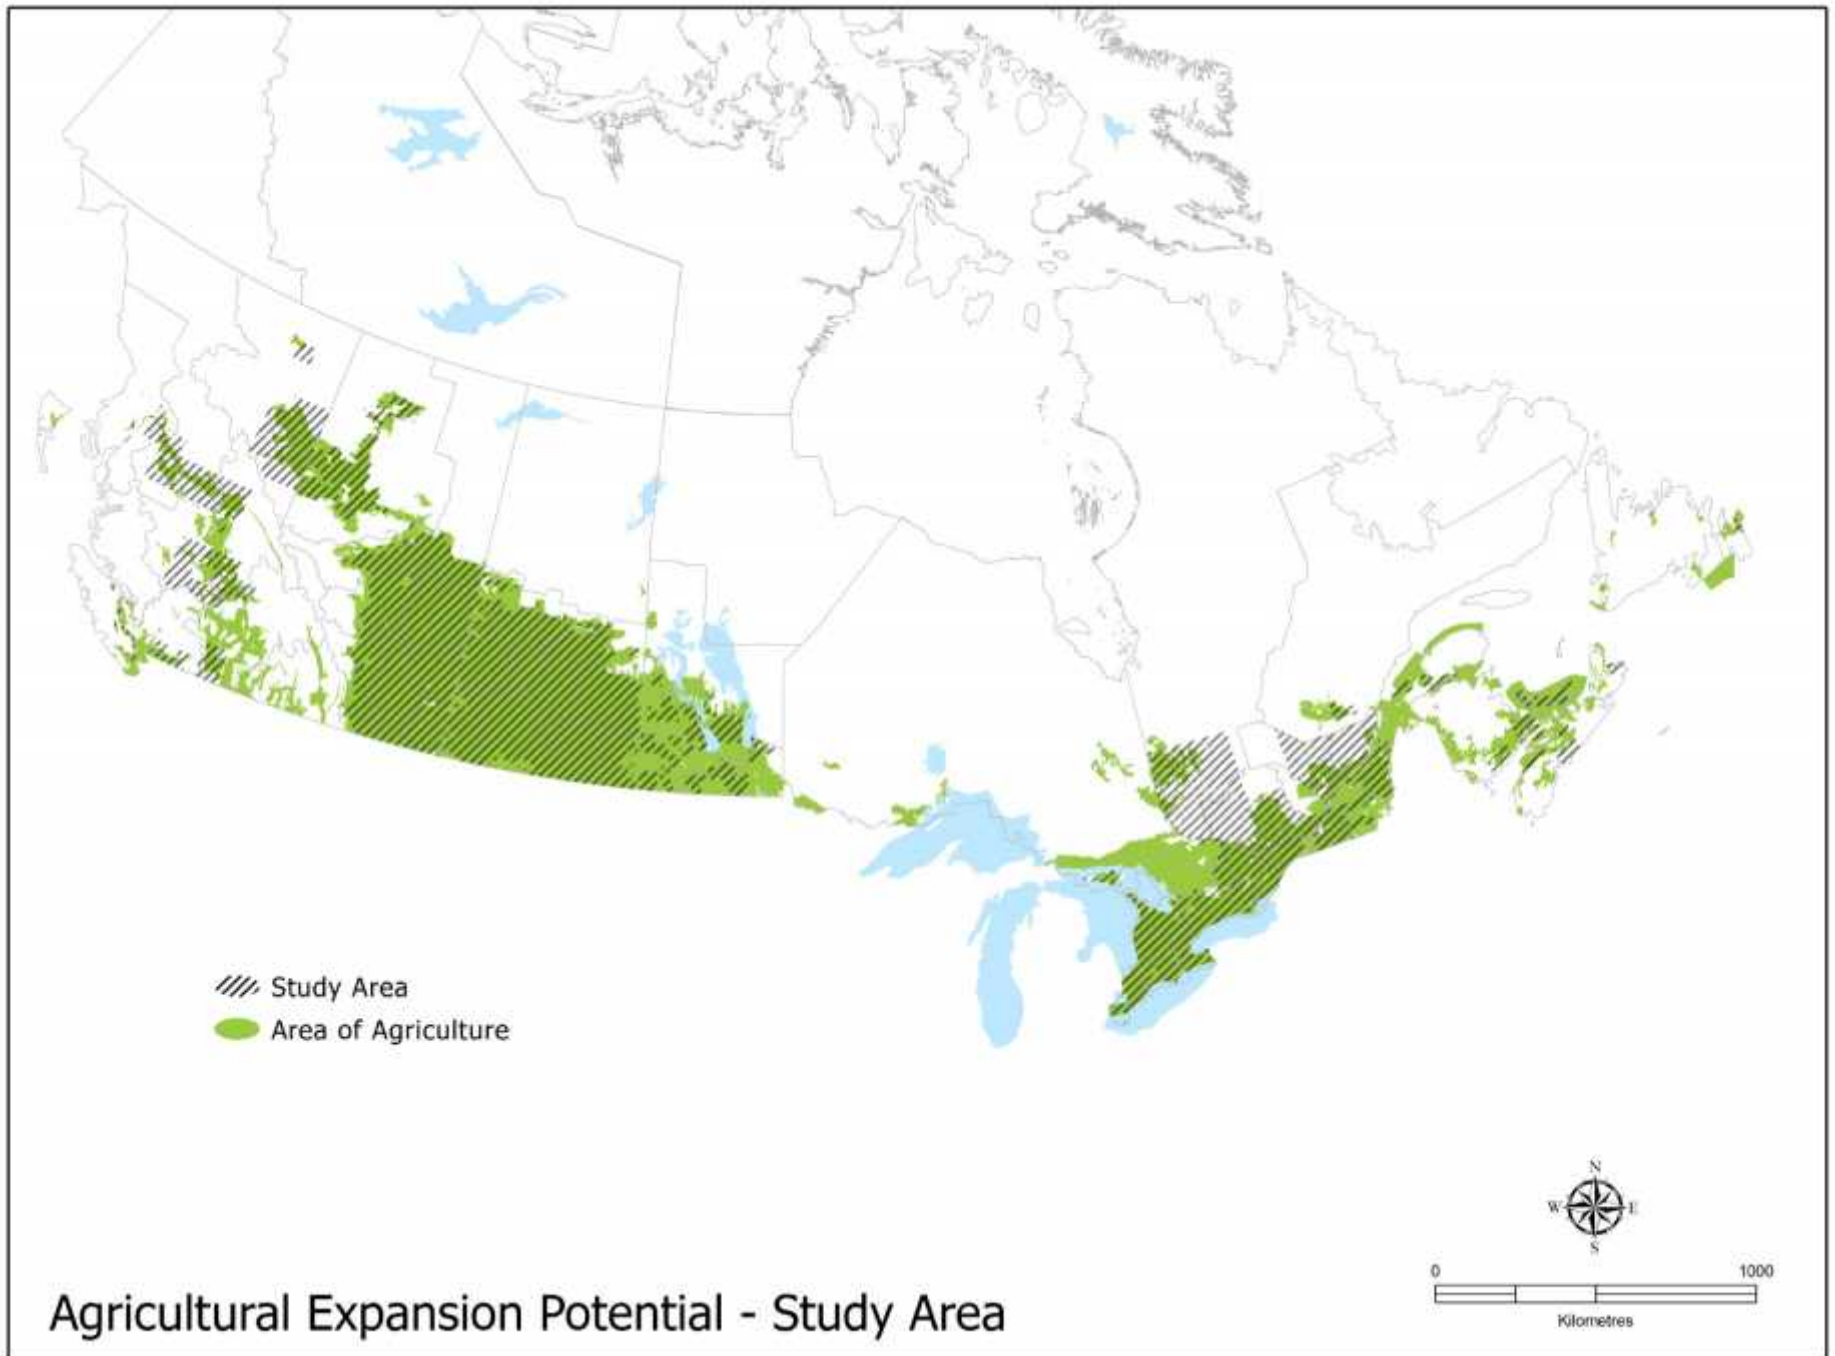 Study Area
Area of Agriculture
N
W E
S
0 1000
Kilometres
Agricultural Expansion Potential - Study Area